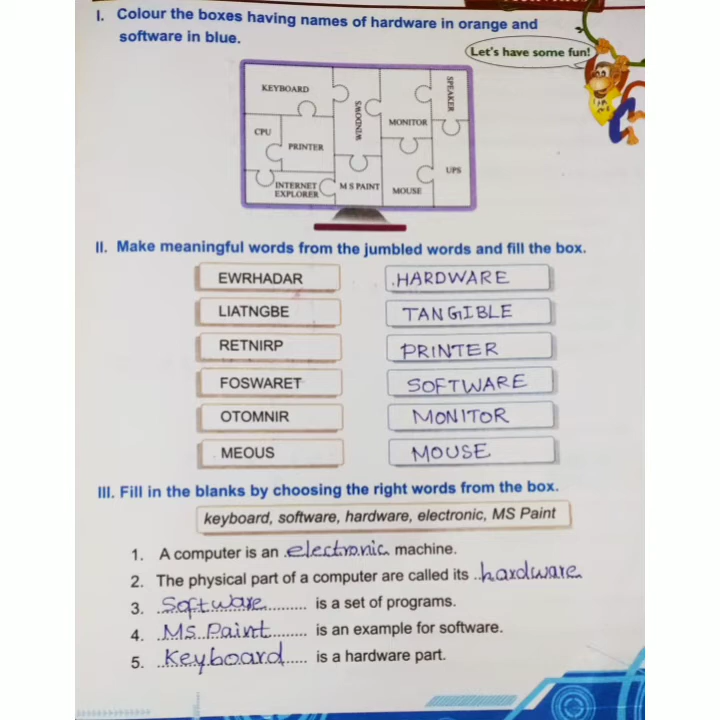 I. Colour the boxes having names of hardware in orange and
software in blue.
Let's have some fun!
KEYBOARD
SPEAKER
WINDOWS
MONITOR
CPU
PRINTER
UPS
INTERNET
EXPLORER
M S PAINT
MOUSE
II. Make meaningful words from the jumbled words and fill the box.
EWRHADAR HARDWARE
LIATNGBE TANGIBLE
RETNIRP PRINTER
FOSWARET SOFTWARE
OTOMNIR MONITOR
MEOUS MOUSE
III. Fill in the blanks by choosing the right words from the box.
keyboard, software, hardware, electronic, MS Paint
1. A computer is an electronic machine.
2. The physical part of a computer are called its hardware
3. Software is a set of programs.
4. Ms Paint is an example for software.
5. Keyboard is a hardware part.